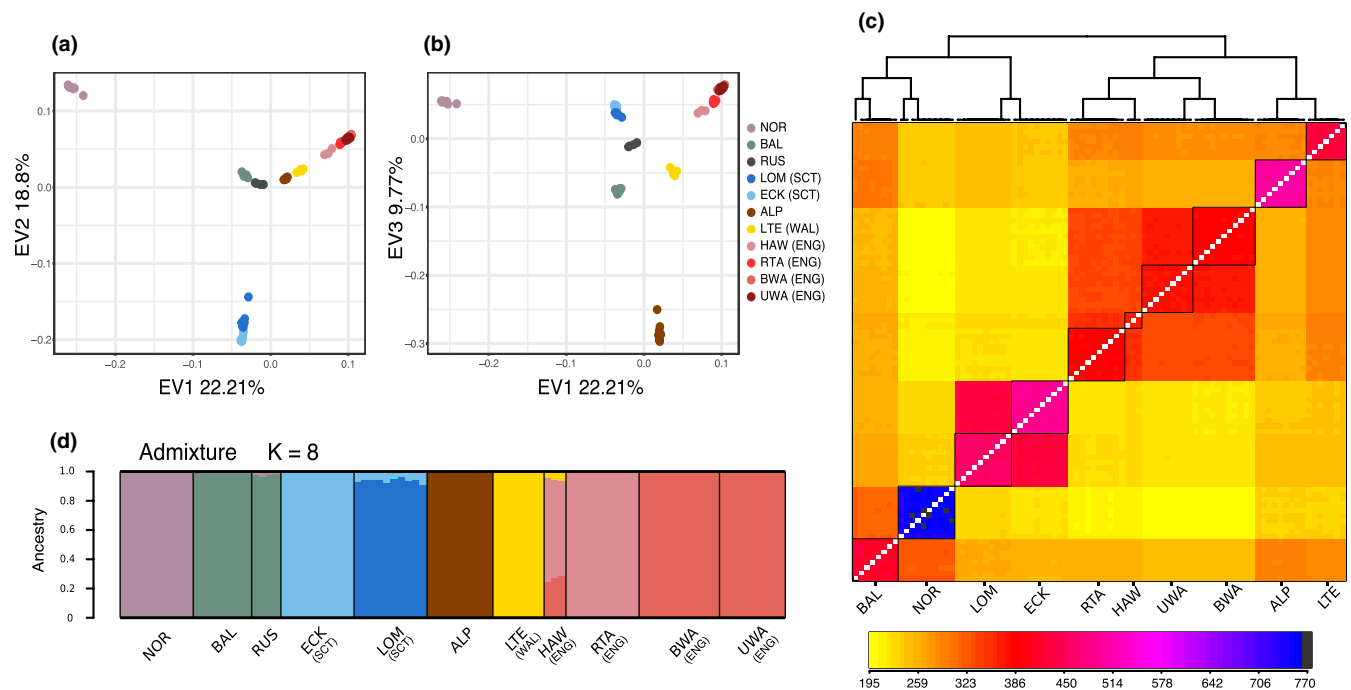 (a)
EV2 18.8%
0.1
0.0
−0.1
−0.2
−0.2
−0.1
0.0
0.1
EV1 22.21%
(b)
EV3 9.77%
0.0
−0.1
−0.2
−0.3
−0.2
−0.1
0.0
0.1
EV1 22.21%
NOR
BAL
RUS
LOM (SCT)
ECK (SCT)
ALP
LTE (WAL)
HAW (ENG)
RTA (ENG)
BWA (ENG)
UWA (ENG)
(c)
BAL NOR LOM ECK RTA HAW UWA BWA ALP LTE
195 259 323 386 450 514 578 642 706 770
(d)
Admixture K = 8
Ancestry
1.0
0.8
0.6
0.4
0.2
0
NOR
BAL
RUS
ECK (SCT)
LOM (SCT)
ALP
LTE (WAL)
HAW (ENG)
RTA (ENG)
BWA (ENG)
UWA (ENG)